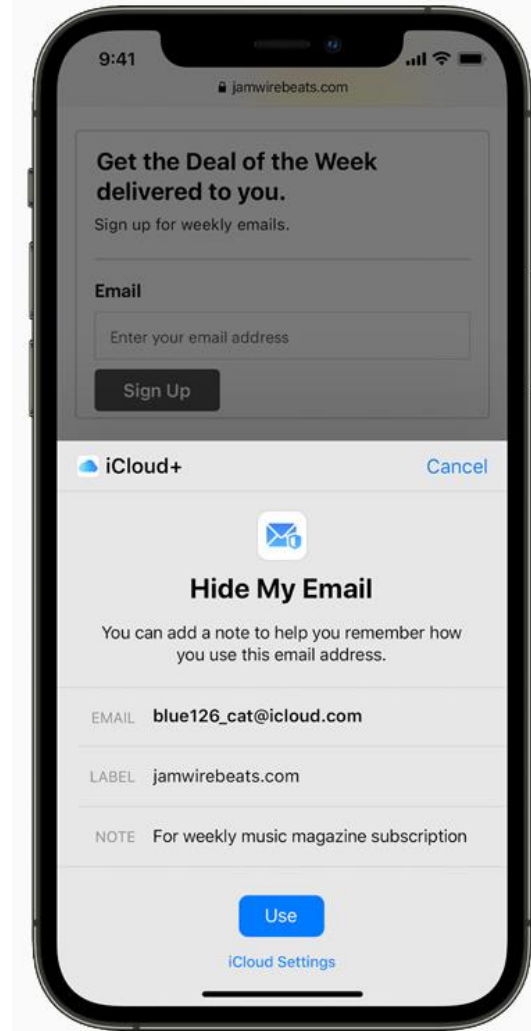 9:41
jamwirebeats.com
Get the Deal of the Week
delivered to you.
Sign up for weekly emails.
Email
Enter your email address
Sign Up
iCloud+
Cancel
Hide My Email
You can add a note to help you remember how
you use this email address.
EMAIL blue126_cat@icloud.com
LABEL jamwirebeats.com
NOTE For weekly music magazine subscription
Use
iCloud Settings